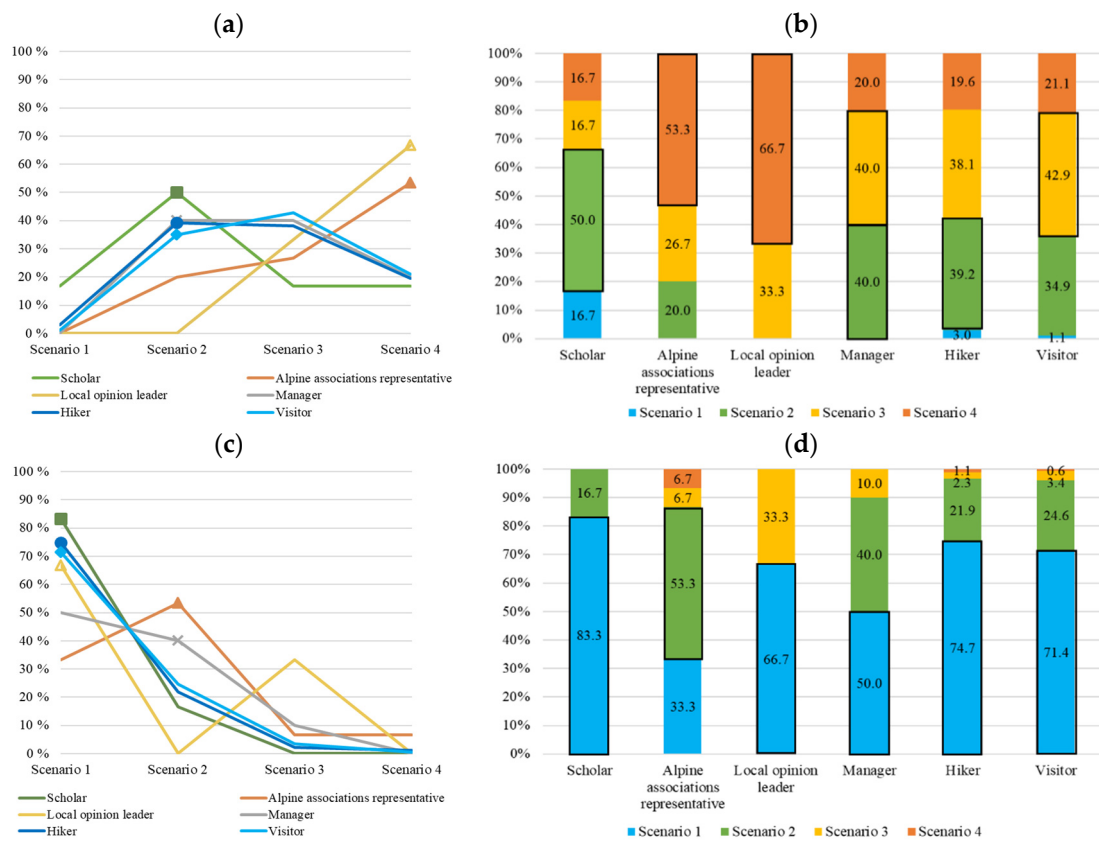 (a)
100 %
90 %
80 %
70 %
60 %
50 %
40 %
30 %
20 %
10 %
0 %
Scenario 1 Scenario 2 Scenario 3 Scenario 4
Scholar Alpine associations representative
Local opinion leader Manager
Hiker Visitor
(b)
100%
90%
80%
70%
60%
50%
40%
30%
20%
10%
0%
16.7 53.3 66.7 20.0 19.6 21.1
16.7 26.7 33.3 40.0 38.1 42.9
50.0 20.0 40.0 39.2 34.9
16.7 3.0 1.1
Scholar Alpine associations representative Local opinion leader Manager Hiker Visitor
Scenario 1 Scenario 2 Scenario 3 Scenario 4
(c)
100 %
90 %
80 %
70 %
60 %
50 %
40 %
30 %
20 %
10 %
0 %
Scenario 1 Scenario 2 Scenario 3 Scenario 4
Scholar Alpine associations representative
Local opinion leader Manager
Hiker Visitor
(d)
100%
90%
80%
70%
60%
50%
40%
30%
20%
10%
0%
6.7 1.1 0.6
16.7 6.7 33.3 10.0 2.3 3.4
53.3 40.0 21.9 24.6
83.3 33.3 66.7 50.0 74.7 71.4
Scholar Alpine associations representative Local opinion leader Manager Hiker Visitor
Scenario 1 Scenario 2 Scenario 3 Scenario 4